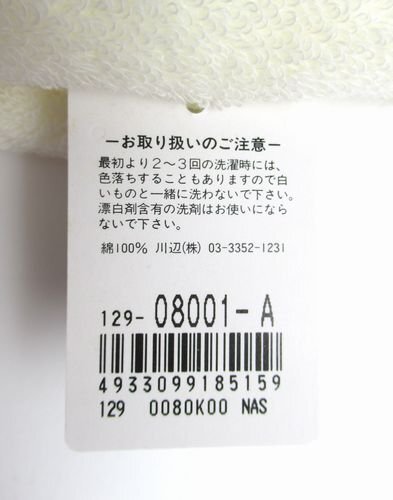 ーお取り扱いのご注意ー
最初より2〜3回の洗濯時には、
色落ちすることもありますので白
いものと一緒に洗わないで下さい。
漂白剤含有の洗剤はお使いになら
ないで下さい。
綿100% 川辺(株) 03-3352-1231
129-08001-A
4933099185159
129 0080K00 NAS